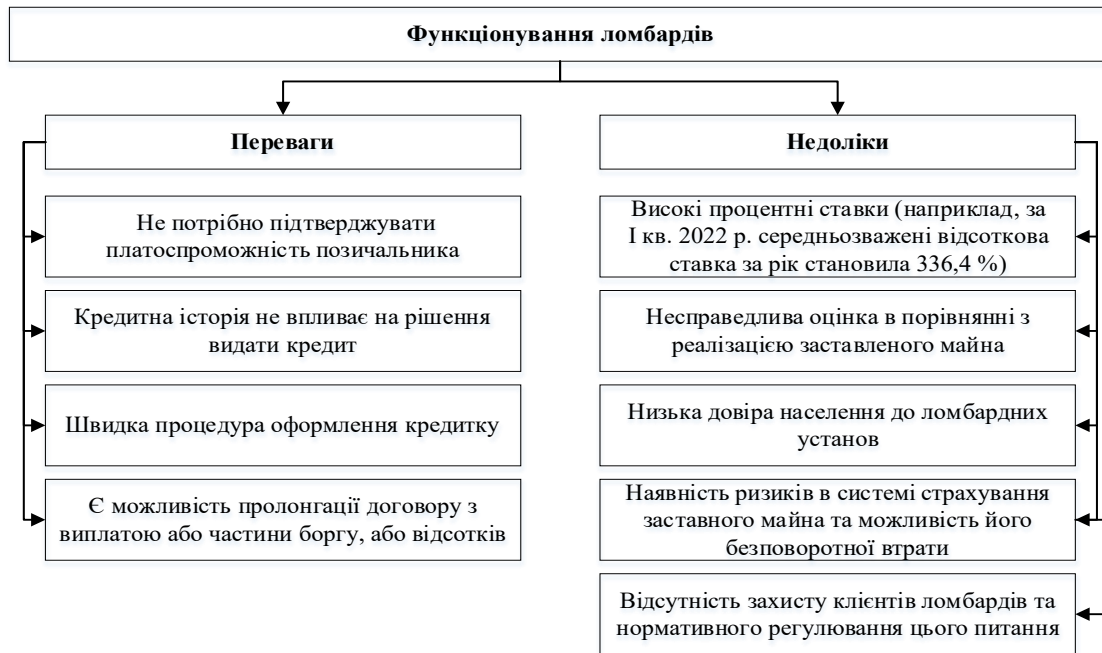 Функціонування ломбардів
Переваги
Не потрібно підтверджувати
платоспроможність позичальника
Кредитна історія не впливає на рішення
видати кредит
Швидка процедура оформлення кредитку
Є можливість пролонгації договору з
виплатою або частини боргу, або відсотків
Недоліки
Високі процентні ставки (наприклад, за
І кв. 2022 р. середньозважені відсоткова
ставка за рік становила 336,4 %)
Несправедлива оцінка в порівнянні з
реалізацією заставленого майна
Низька довіра населення до ломбардних
установ
Наявність ризиків в системі страхування
заставного майна та можливість його
безповоротної втрати
Відсутність захисту клієнтів ломбардів та
нормативного регулювання цього питання